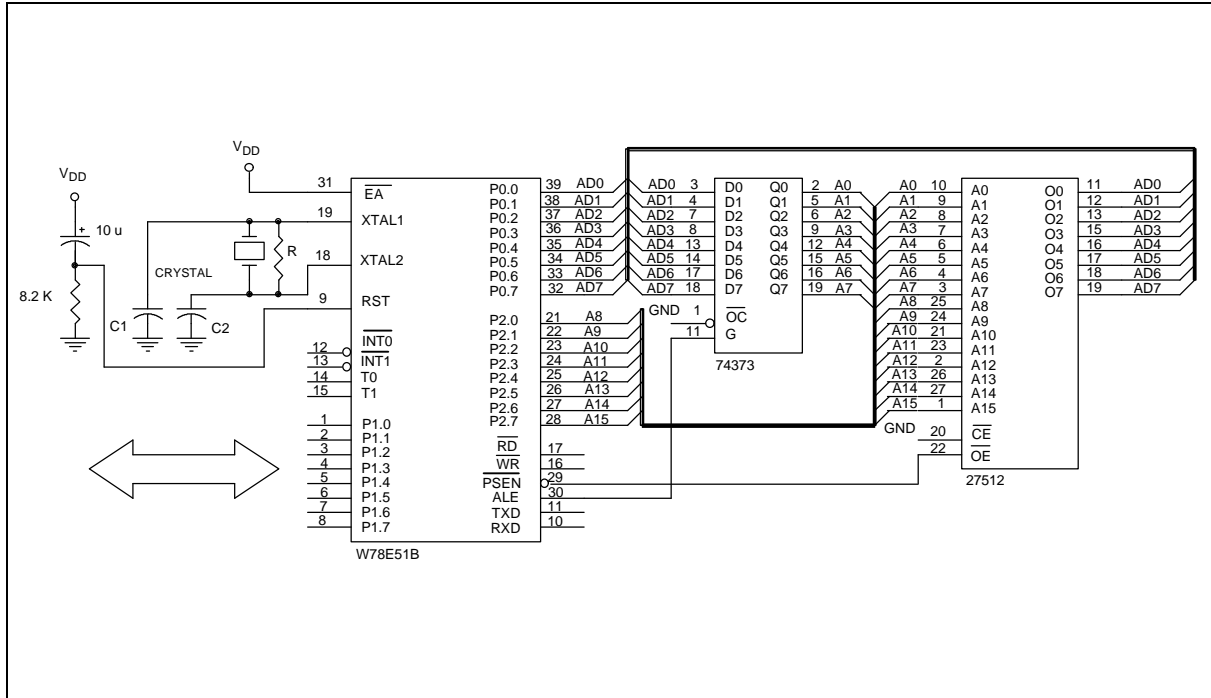 VDD
VDD
10 u
+
8.2 K
C1
C2
CRYSTAL
R
31 EA
19 XTAL1
18 XTAL2
9 RST
12 INT0
13 INT1
14 T0
15 T1
1 P1.0
2 P1.1
3 P1.2
4 P1.3
5 P1.4
6 P1.5
7 P1.6
8 P1.7
P0.0 39 AD0
P0.1 38 AD1
P0.2 37 AD2
P0.3 36 AD3
P0.4 35 AD4
P0.5 34 AD5
P0.6 33 AD6
P0.7 32 AD7
P2.0 21 A8
P2.1 22 A9
P2.2 23 A10
P2.3 24 A11
P2.4 25 A12
P2.5 26 A13
P2.6 27 A14
P2.7 28 A15
RD 17
WR 16
PSEN 29
ALE 30
TXD 11
RXD 10
W78E51B
AD0 3 D0 Q0 2 A0
AD1 4 D1 Q1 5 A1
AD2 7 D2 Q2 6 A2
AD3 8 D3 Q3 9 A3
AD4 13 D4 Q4 12 A4
AD5 14 D5 Q5 15 A5
AD6 17 D6 Q6 16 A6
AD7 18 D7 Q7 19 A7
GND 1 OC
11 G
74373
A0 10 A0 O0 11 AD0
A1 9 A1 O1 12 AD1
A2 8 A2 O2 13 AD2
A3 7 A3 O3 15 AD3
A4 6 A4 O4 16 AD4
A5 5 A5 O5 17 AD5
A6 4 A6 O6 18 AD6
A7 3 A7 O7 19 AD7
A8 25 A8
A9 24 A9
A10 21 A10
A11 23 A11
A12 2 A12
A13 26 A13
A14 27 A14
A15 1 A15
GND 20 CE
22 OE
27512